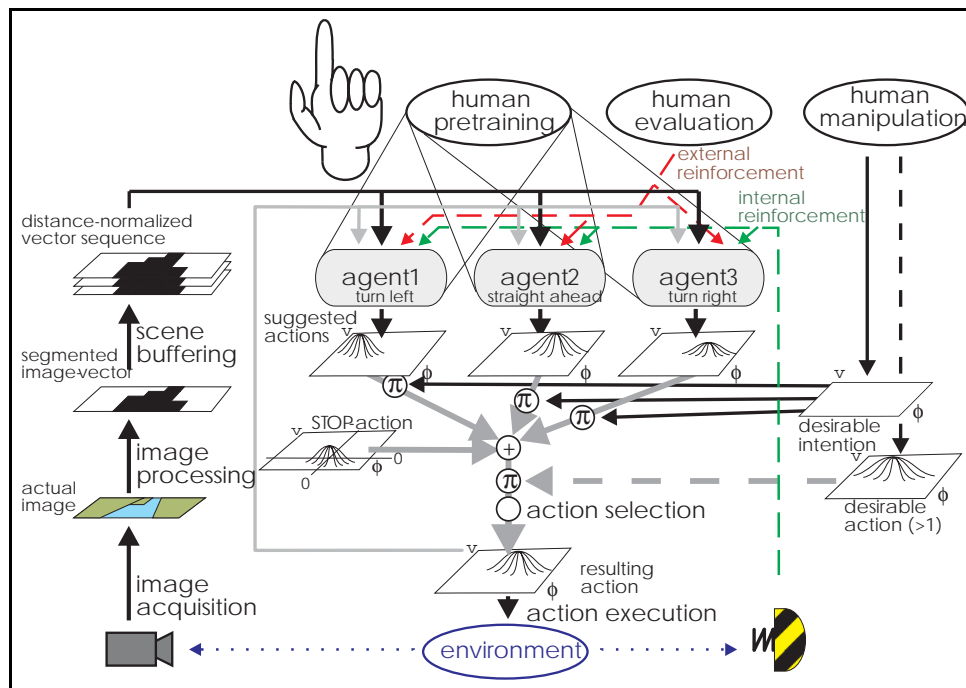 human
pretraining
human
evaluation
human
manipulation
external
reinforcement
internal
reinforcement
distance-normalized
vector sequence
agent1
turn left
agent2
straight ahead
agent3
turn right
suggested
actions
v
ϕ
v
ϕ
v
ϕ
scene
buffering
segmented
image-vector
π
π
π
v
ϕ
desirable
intention
STOP-action
v
ϕ
0
0
+
image
processing
π
v
ϕ
desirable
action (>1)
actual
image
action selection
v
ϕ
resulting
action
image
acquisition
action execution
environment